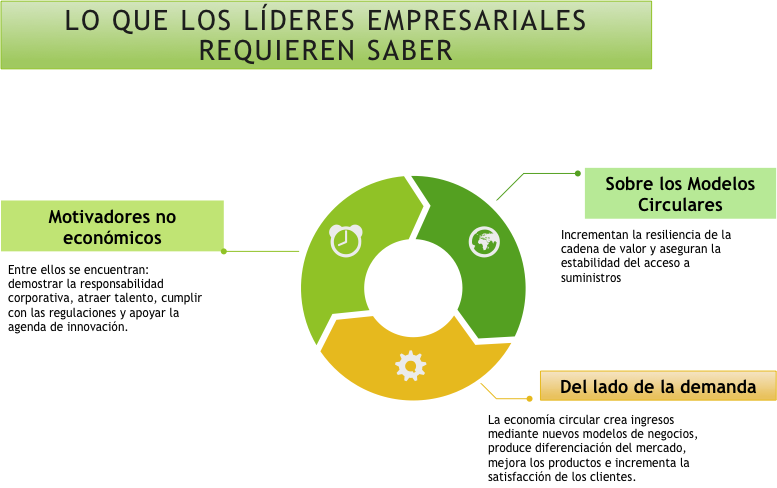 LO QUE LOS LÍDERES EMPRESARIALES
REQUIEREN SABER
Sobre los Modelos
Circulares
Incrementan la resiliencia de la
cadena de valor y aseguran la
estabilidad del acceso a
suministros
Motivadores no
económicos
Entre ellos se encuentran:
demostrar la responsabilidad
corporativa, atraer talento, cumplir
con las regulaciones y apoyar la
agenda de innovación.
Del lado de la demanda
La economía circular crea ingresos
mediante nuevos modelos de negocios,
produce diferenciación del mercado,
mejora los productos e incrementa la
satisfacción de los clientes.